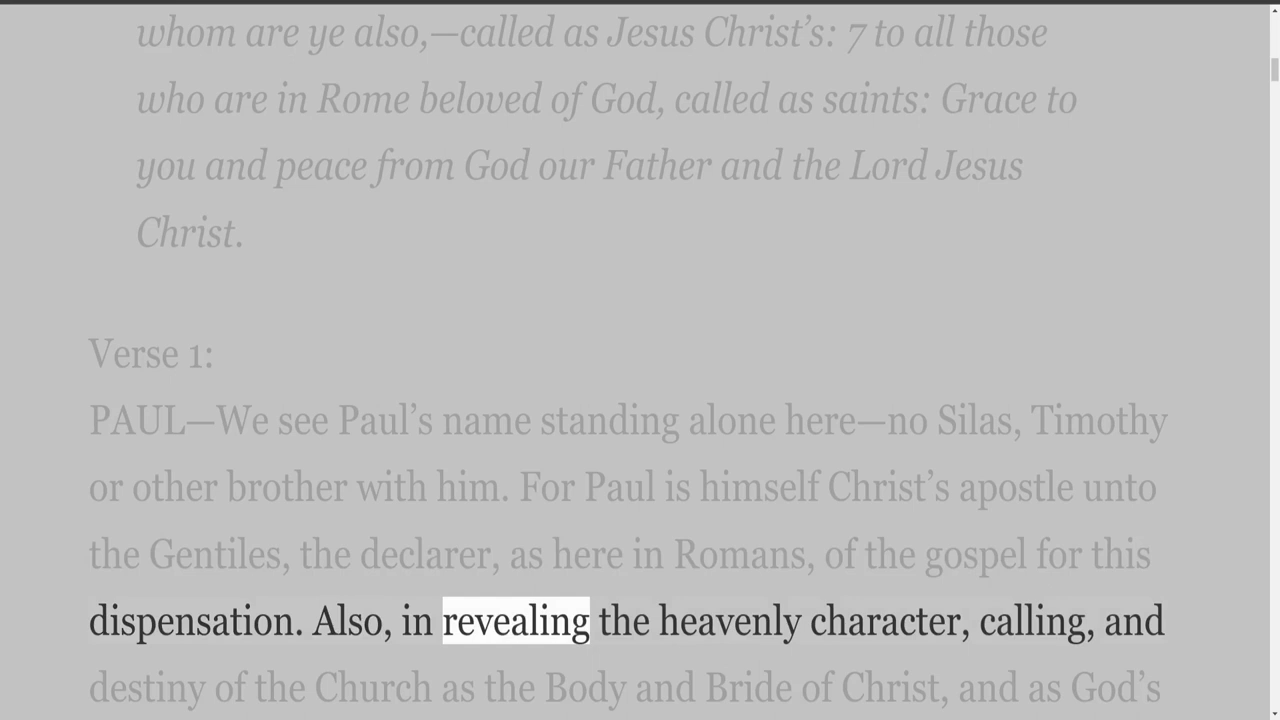 whom are ye also,—called as Jesus Christ’s: 7 to all those
who are in Rome beloved of God, called as saints: Grace to
you and peace from God our Father and the Lord Jesus
Christ.
Verse 1:
PAUL—We see Paul’s name standing alone here—no Silas, Timothy
or other brother with him. For Paul is himself Christ’s apostle unto
the Gentiles, the declarer, as here in Romans, of the gospel for this
dispensation. Also, in revealing the heavenly character, calling, and
destiny of the Church as the Body and Bride of Christ, and as God’s